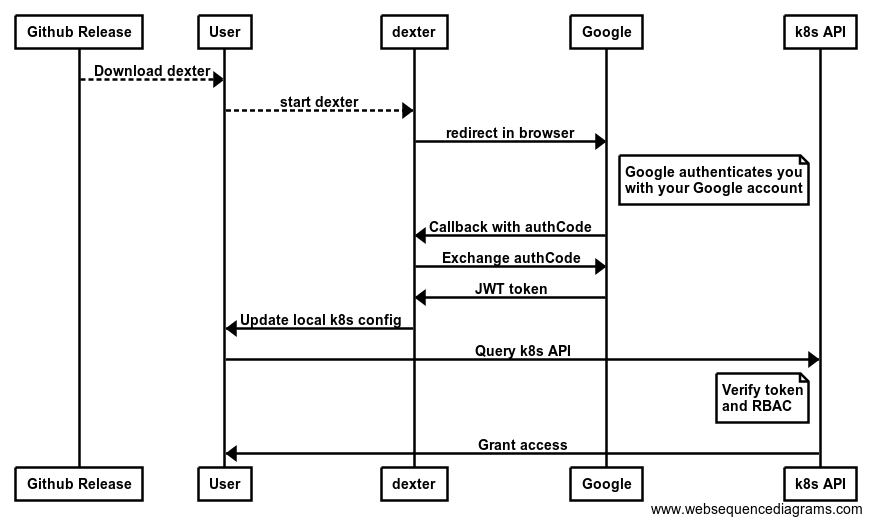 Github Release User dexter Google k8s API
Download dexter
start dexter
redirect in browser
Google authenticates you
with your Google account
Callback with authCode
Exchange authCode
JWT token
Update local k8s config
Query k8s API
Verify token
and RBAC
Grant access
Github Release User dexter Google k8s API
www.websequencediagrams.com